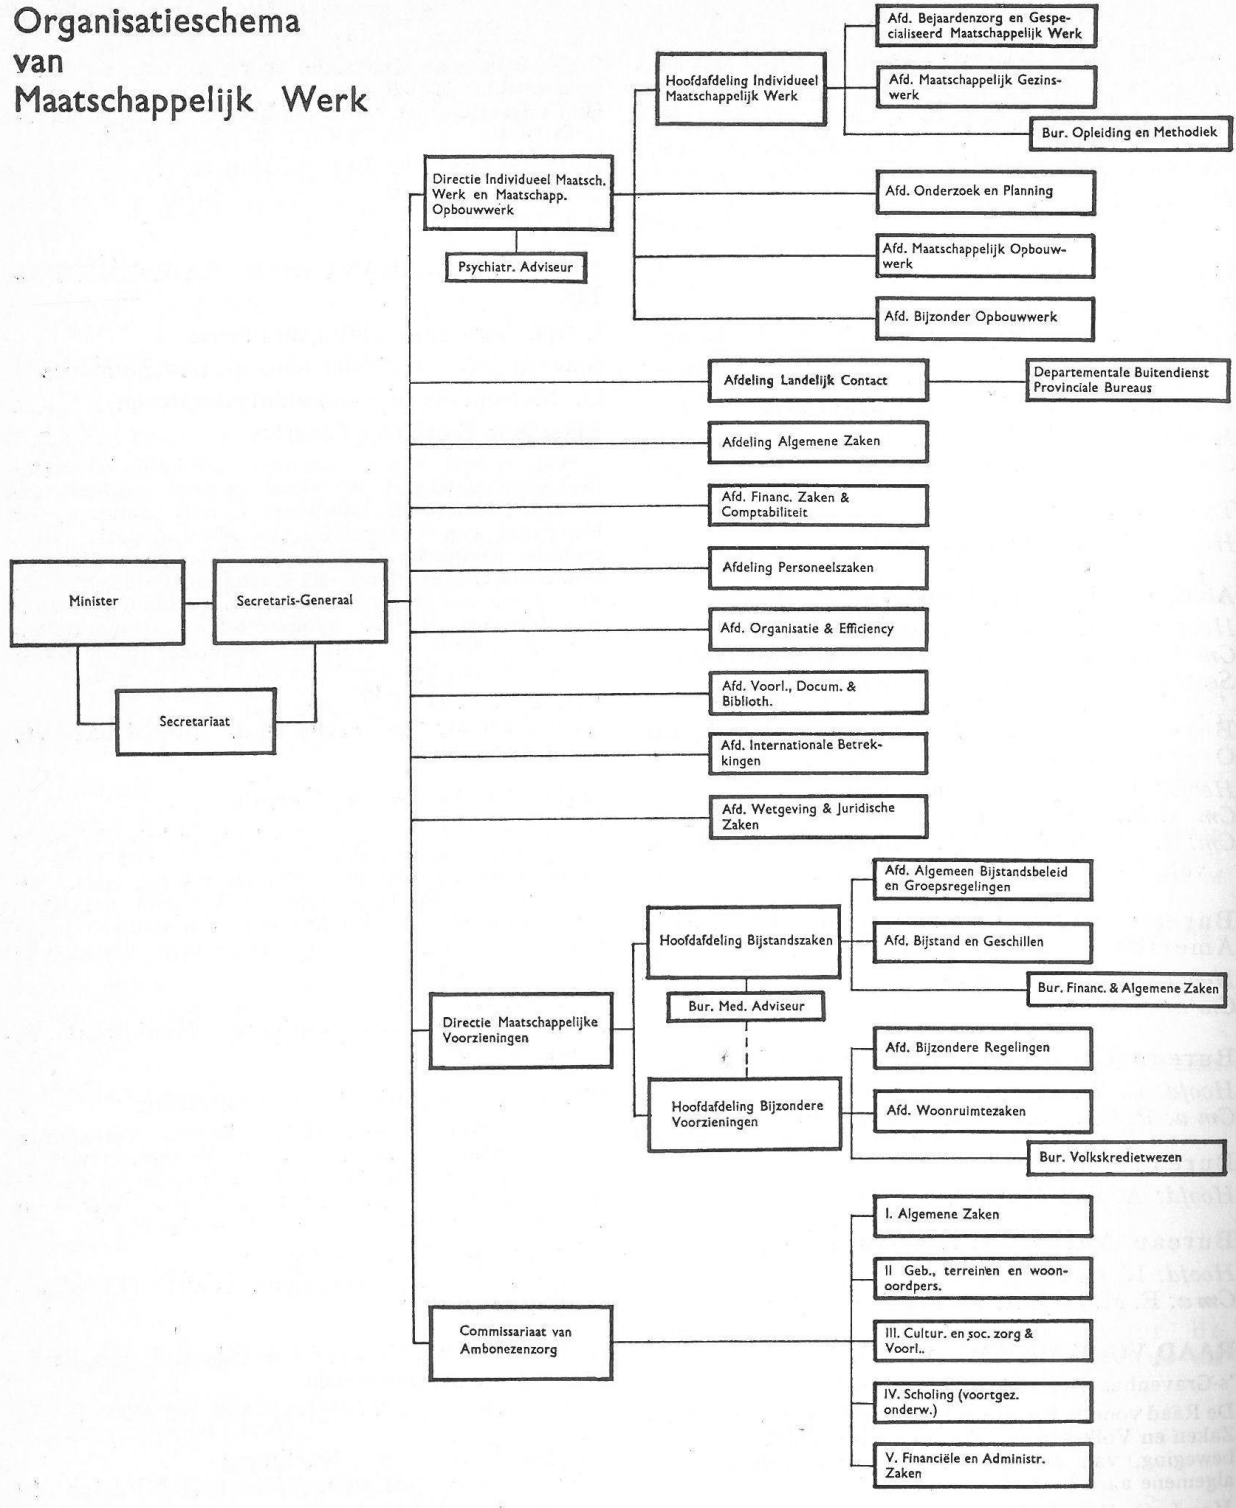 Organisatieschema
van
Maatschappelijk Werk
Afd. Bejaardenzorg en Gespe-
cialiseerd Maatschappelijk Werk
Hoofdafdeling Individueel
Maatschappelijk Werk
Afd. Maatschappelijk Gezins-
werk
Bur. Opleiding en Methodiek
Directie Individueel Maatsch.
Werk en Maatschapp.
Opbouwwerk
Psychiatr. Adviseur
Afd. Onderzoek en Planning
Afd. Maatschappelijk Opbouw-
werk
Afd. Bijzonder Opbouwwerk
Afdeling Landelijk Contact
Departementale Buitendienst
Provinciale Bureaus
Afdeling Algemene Zaken
Afd. Financ. Zaken &
Comptabiliteit
Afdeling Personeelszaken
Minister
Secretaris-Generaal
Secretariaat
Afd. Organisatie & Efficiency
Afd. Voorl., Docum. &
Biblioth.
Afd. Internationale Betrek-
kingen
Afd. Wetgeving & Juridische
Zaken
Afd. Algemeen Bijstandsbeleid
en Groepsregelingen
Hoofdafdeling Bijstandszaken
Afd. Bijstand en Geschillen
Bur. Financ. & Algemene Zaken
Bur. Med. Adviseur
Directie Maatschappelijke
Voorzieningen
Afd. Bijzondere Regelingen
Hoofdafdeling Bijzondere
Voorzieningen
Afd. Woonruimtezaken
Bur. Volkskredietwezen
I. Algemene Zaken
II Geb., terreinen en woon-
oordpers.
Commissariaat van
Ambonezenzorg
III. Cultur. en soc. zorg &
Voorl..
IV. Scholing (voortgez.
onderw.)
V. Financiële en Administr.
Zaken